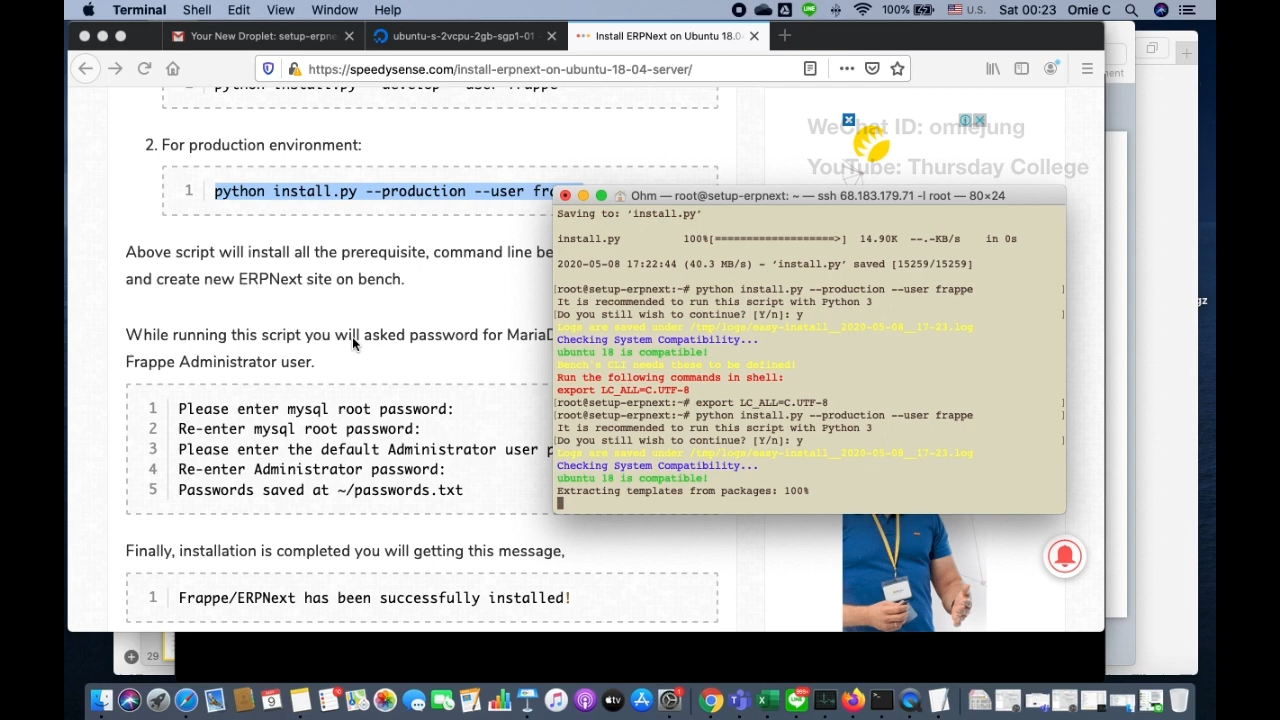 Terminal Shell Edit View Window Help 100% U.S. Sat 00:23 Omie C
Your New Droplet: setup-erpne
ubuntu-s-2vcpu-2gb-sgp1-01
Install ERPNext on Ubuntu 18.0
https://speedysense.com/install-erpnext-on-ubuntu-18-04-server/
python install.py --develop --user frappe
2. For production environment:
1 python install.py --production --user fra
Above script will install all the prerequisite, command line be
and create new ERPNext site on bench.
While running this script you will asked password for MariaD
Frappe Administrator user.
1 Please enter mysql root password:
2 Re-enter mysql root password:
3 Please enter the default Administrator user p
4 Re-enter Administrator password:
5 Passwords saved at ~/passwords.txt
Finally, installation is completed you will getting this message,
1 Frappe/ERPNext has been successfully installed!
WeChat ID: omiejung
YouTube: Thursday College
Ohm — root@setup-erpnext: ~ — ssh 68.183.179.71 -l root — 80×24
Saving to: ‘install.py’
install.py 100%[===================>] 14.90K --.-KB/s in 0s
2020-05-08 17:22:44 (40.3 MB/s) - ‘install.py’ saved [15259/15259]
[root@setup-erpnext:~# python install.py --production --user frappe ]
It is recommended to run this script with Python 3
[Do you still wish to continue? [Y/n]: y ]
Logs are saved under /tmp/logs/easy-install__2020-05-08__17-23.log
Checking System Compatibility...
ubuntu 18 is compatible!
Bench's CLI needs these to be defined!
Run the following commands in shell:
export LC_ALL=C.UTF-8
[root@setup-erpnext:~# export LC_ALL=C.UTF-8 ]
[root@setup-erpnext:~# python install.py --production --user frappe ]
It is recommended to run this script with Python 3
[Do you still wish to continue? [Y/n]: y ]
Logs are saved under /tmp/logs/easy-install__2020-05-08__17-23.log
Checking System Compatibility...
ubuntu 18 is compatible!
Extracting templates from packages: 100%
ment
gz
29